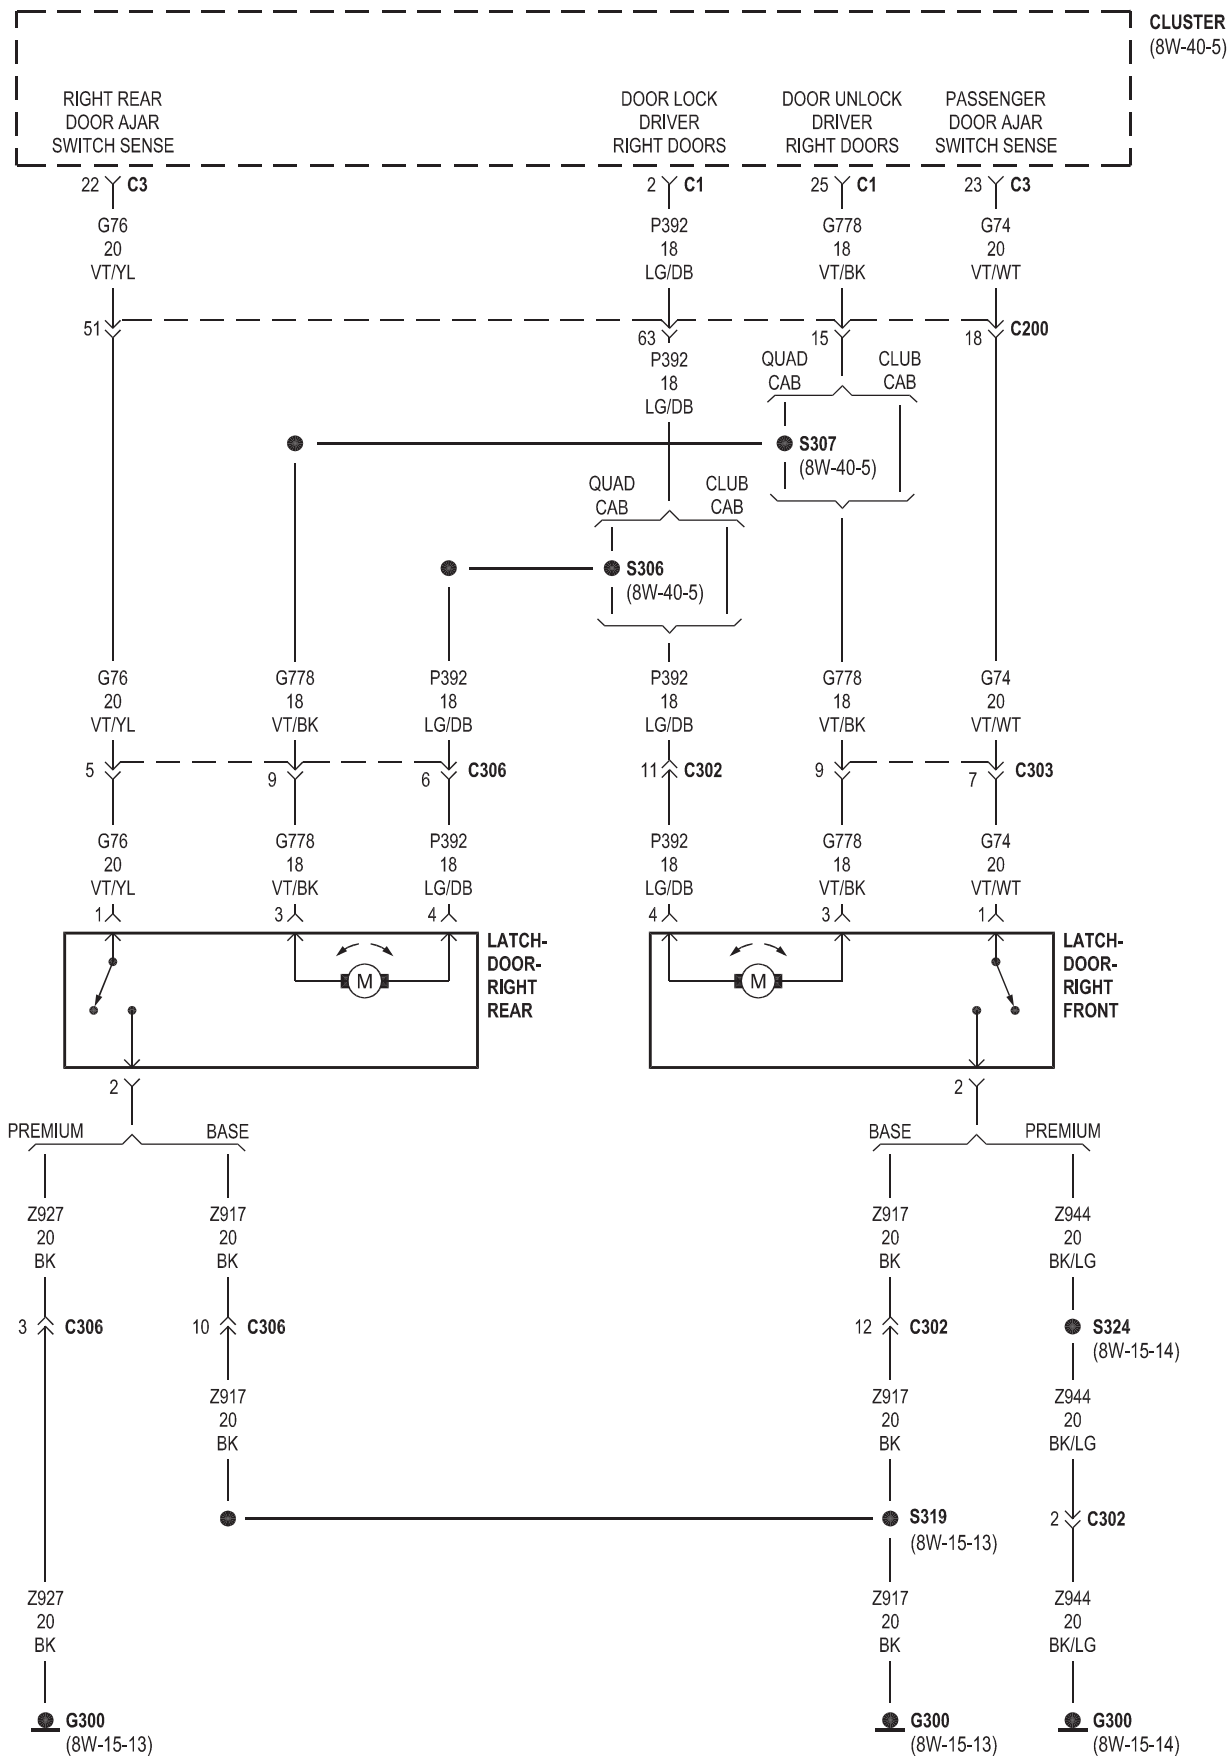 CLUSTER
(8W-40-5)
RIGHT REAR
DOOR AJAR
SWITCH SENSE
DOOR LOCK
DRIVER
RIGHT DOORS
DOOR UNLOCK
DRIVER
RIGHT DOORS
PASSENGER
DOOR AJAR
SWITCH SENSE
22 C3
2 C1
25 C1
23 C3
G76
20
VT/YL
P392
18
LG/DB
G778
18
VT/BK
G74
20
VT/WT
51
63
15
18
C200
P392
18
LG/DB
QUAD
CAB
CLUB
CAB
S307
(8W-40-5)
QUAD
CAB
CLUB
CAB
S306
(8W-40-5)
G76
20
VT/YL
G778
18
VT/BK
P392
18
LG/DB
P392
18
LG/DB
G778
18
VT/BK
G74
20
VT/WT
5
9
6
C306
11
C302
9
7
C303
G76
20
VT/YL
G778
18
VT/BK
P392
18
LG/DB
P392
18
LG/DB
G778
18
VT/BK
G74
20
VT/WT
1
3
4
4
3
1
M
LATCH-
DOOR-
RIGHT
REAR
M
LATCH-
DOOR-
RIGHT
FRONT
2
2
PREMIUM
BASE
BASE
PREMIUM
Z927
20
BK
Z917
20
BK
Z917
20
BK
Z944
20
BK/LG
3 C306
10 C306
12 C302
S324
(8W-15-14)
Z917
20
BK
Z917
20
BK
Z944
20
BK/LG
S319
(8W-15-13)
2 C302
Z927
20
BK
Z917
20
BK
Z944
20
BK/LG
G300
(8W-15-13)
G300
(8W-15-13)
G300
(8W-15-14)